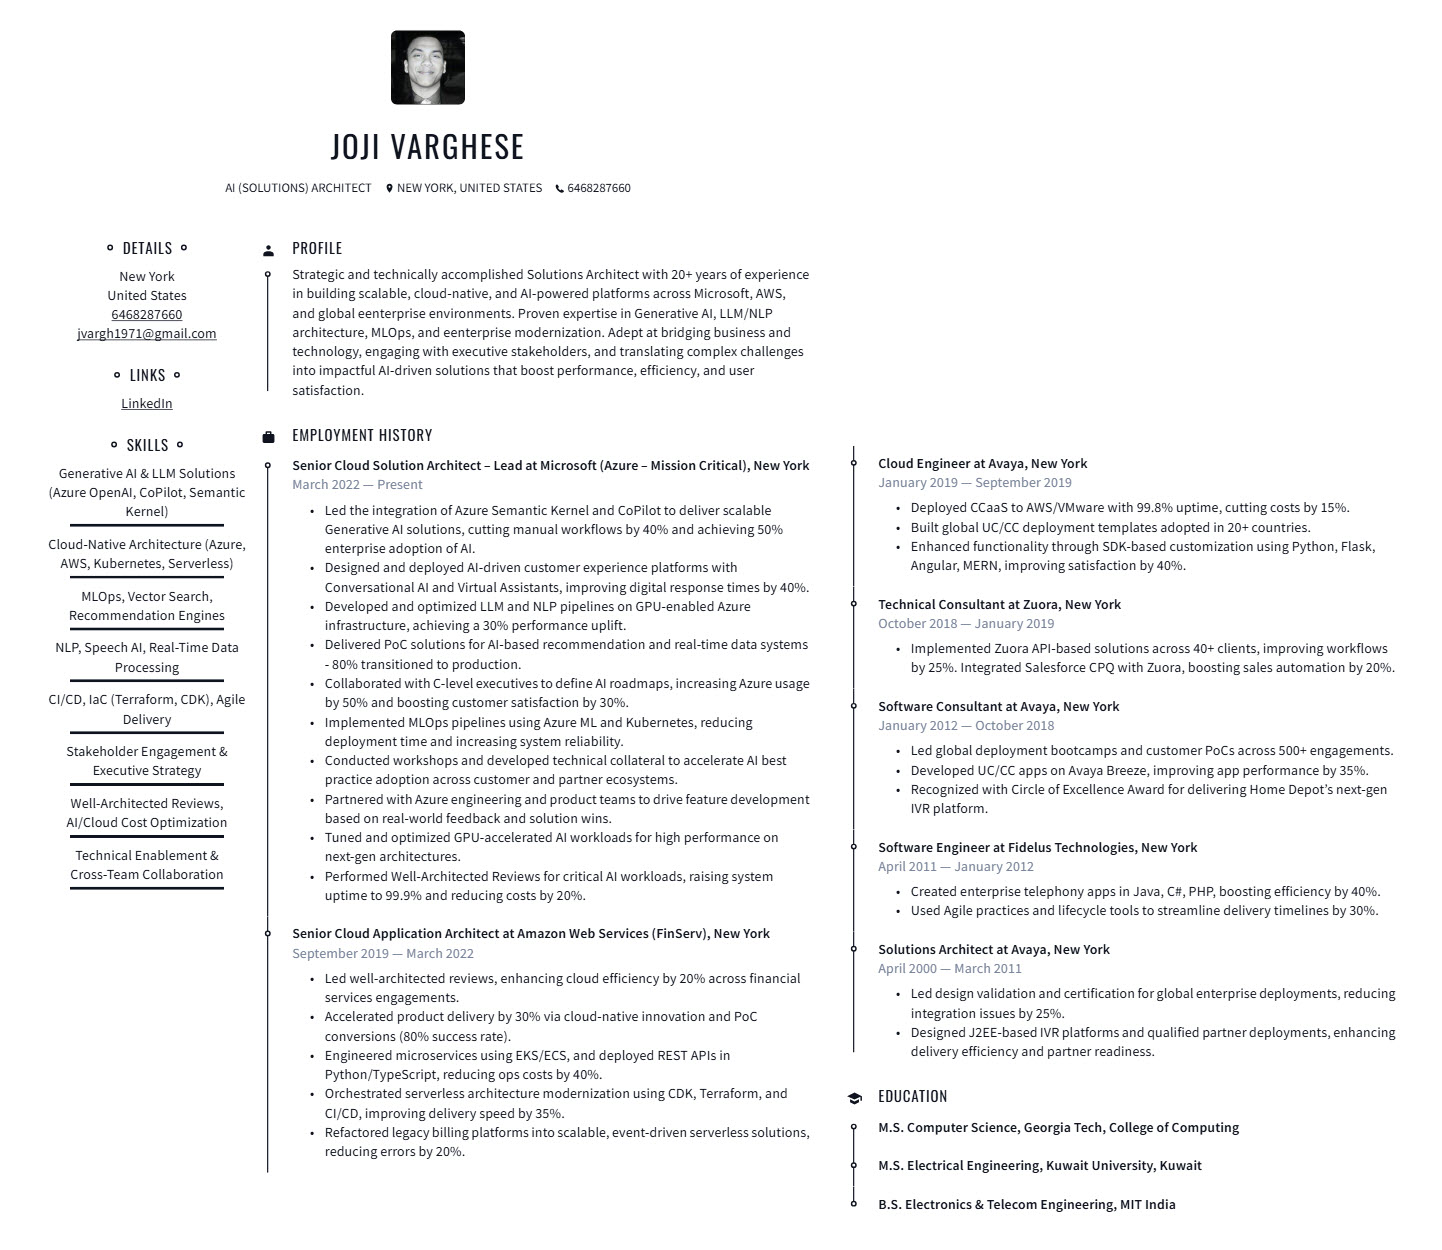 JOJI VARGHESE
AI (SOLUTIONS) ARCHITECT NEW YORK, UNITED STATES 6468287660
DETAILS
New York
United States
6468287660
jvargh1971@gmail.com
LINKS
LinkedIn
SKILLS
Generative AI & LLM Solutions
(Azure OpenAI, CoPilot, Semantic
Kernel)
Cloud-Native Architecture (Azure,
AWS, Kubernetes, Serverless)
MLOps, Vector Search,
Recommendation Engines
NLP, Speech AI, Real-Time Data
Processing
CI/CD, IaC (Terraform, CDK), Agile
Delivery
Stakeholder Engagement &
Executive Strategy
Well-Architected Reviews,
AI/Cloud Cost Optimization
Technical Enablement &
Cross-Team Collaboration
PROFILE
Strategic and technically accomplished Solutions Architect with 20+ years of experience
in building scalable, cloud-native, and AI-powered platforms across Microsoft, AWS,
and global eenterprise environments. Proven expertise in Generative AI, LLM/NLP
architecture, MLOps, and eenterprise modernization. Adept at bridging business and
technology, engaging with executive stakeholders, and translating complex challenges
into impactful AI-driven solutions that boost performance, efficiency, and user
satisfaction.
EMPLOYMENT HISTORY
Senior Cloud Solution Architect – Lead at Microsoft (Azure – Mission Critical), New York
March 2022 — Present
• Led the integration of Azure Semantic Kernel and CoPilot to deliver scalable
Generative AI solutions, cutting manual workflows by 40% and achieving 50%
enterprise adoption of AI.
• Designed and deployed AI-driven customer experience platforms with
Conversational AI and Virtual Assistants, improving digital response times by 40%.
• Developed and optimized LLM and NLP pipelines on GPU-enabled Azure
infrastructure, achieving a 30% performance uplift.
• Delivered PoC solutions for AI-based recommendation and real-time data systems
- 80% transitioned to production.
• Collaborated with C-level executives to define AI roadmaps, increasing Azure usage
by 50% and boosting customer satisfaction by 30%.
• Implemented MLOps pipelines using Azure ML and Kubernetes, reducing
deployment time and increasing system reliability.
• Conducted workshops and developed technical collateral to accelerate AI best
practice adoption across customer and partner ecosystems.
• Partnered with Azure engineering and product teams to drive feature development
based on real-world feedback and solution wins.
• Tuned and optimized GPU-accelerated AI workloads for high performance on
next-gen architectures.
• Performed Well-Architected Reviews for critical AI workloads, raising system
uptime to 99.9% and reducing costs by 20%.
Senior Cloud Application Architect at Amazon Web Services (FinServ), New York
September 2019 — March 2022
• Led well-architected reviews, enhancing cloud efficiency by 20% across financial
services engagements.
• Accelerated product delivery by 30% via cloud-native innovation and PoC
conversions (80% success rate).
• Engineered microservices using EKS/ECS, and deployed REST APIs in
Python/TypeScript, reducing ops costs by 40%.
• Orchestrated serverless architecture modernization using CDK, Terraform, and
CI/CD, improving delivery speed by 35%.
• Refactored legacy billing platforms into scalable, event-driven serverless solutions,
reducing errors by 20%.
Cloud Engineer at Avaya, New York
January 2019 — September 2019
• Deployed CCaaS to AWS/VMware with 99.8% uptime, cutting costs by 15%.
• Built global UC/CC deployment templates adopted in 20+ countries.
• Enhanced functionality through SDK-based customization using Python, Flask,
Angular, MERN, improving satisfaction by 40%.
Technical Consultant at Zuora, New York
October 2018 — January 2019
• Implemented Zuora API-based solutions across 40+ clients, improving workflows
by 25%. Integrated Salesforce CPQ with Zuora, boosting sales automation by 20%.
Software Consultant at Avaya, New York
January 2012 — October 2018
• Led global deployment bootcamps and customer PoCs across 500+ engagements.
• Developed UC/CC apps on Avaya Breeze, improving app performance by 35%.
• Recognized with Circle of Excellence Award for delivering Home Depot’s next-gen
IVR platform.
Software Engineer at Fidelus Technologies, New York
April 2011 — January 2012
• Created enterprise telephony apps in Java, C#, PHP, boosting efficiency by 40%.
• Used Agile practices and lifecycle tools to streamline delivery timelines by 30%.
Solutions Architect at Avaya, New York
April 2000 — March 2011
• Led design validation and certification for global enterprise deployments, reducing
integration issues by 25%.
• Designed J2EE-based IVR platforms and qualified partner deployments, enhancing
delivery efficiency and partner readiness.
EDUCATION
M.S. Computer Science, Georgia Tech, College of Computing
M.S. Electrical Engineering, Kuwait University, Kuwait
B.S. Electronics & Telecom Engineering, MIT India